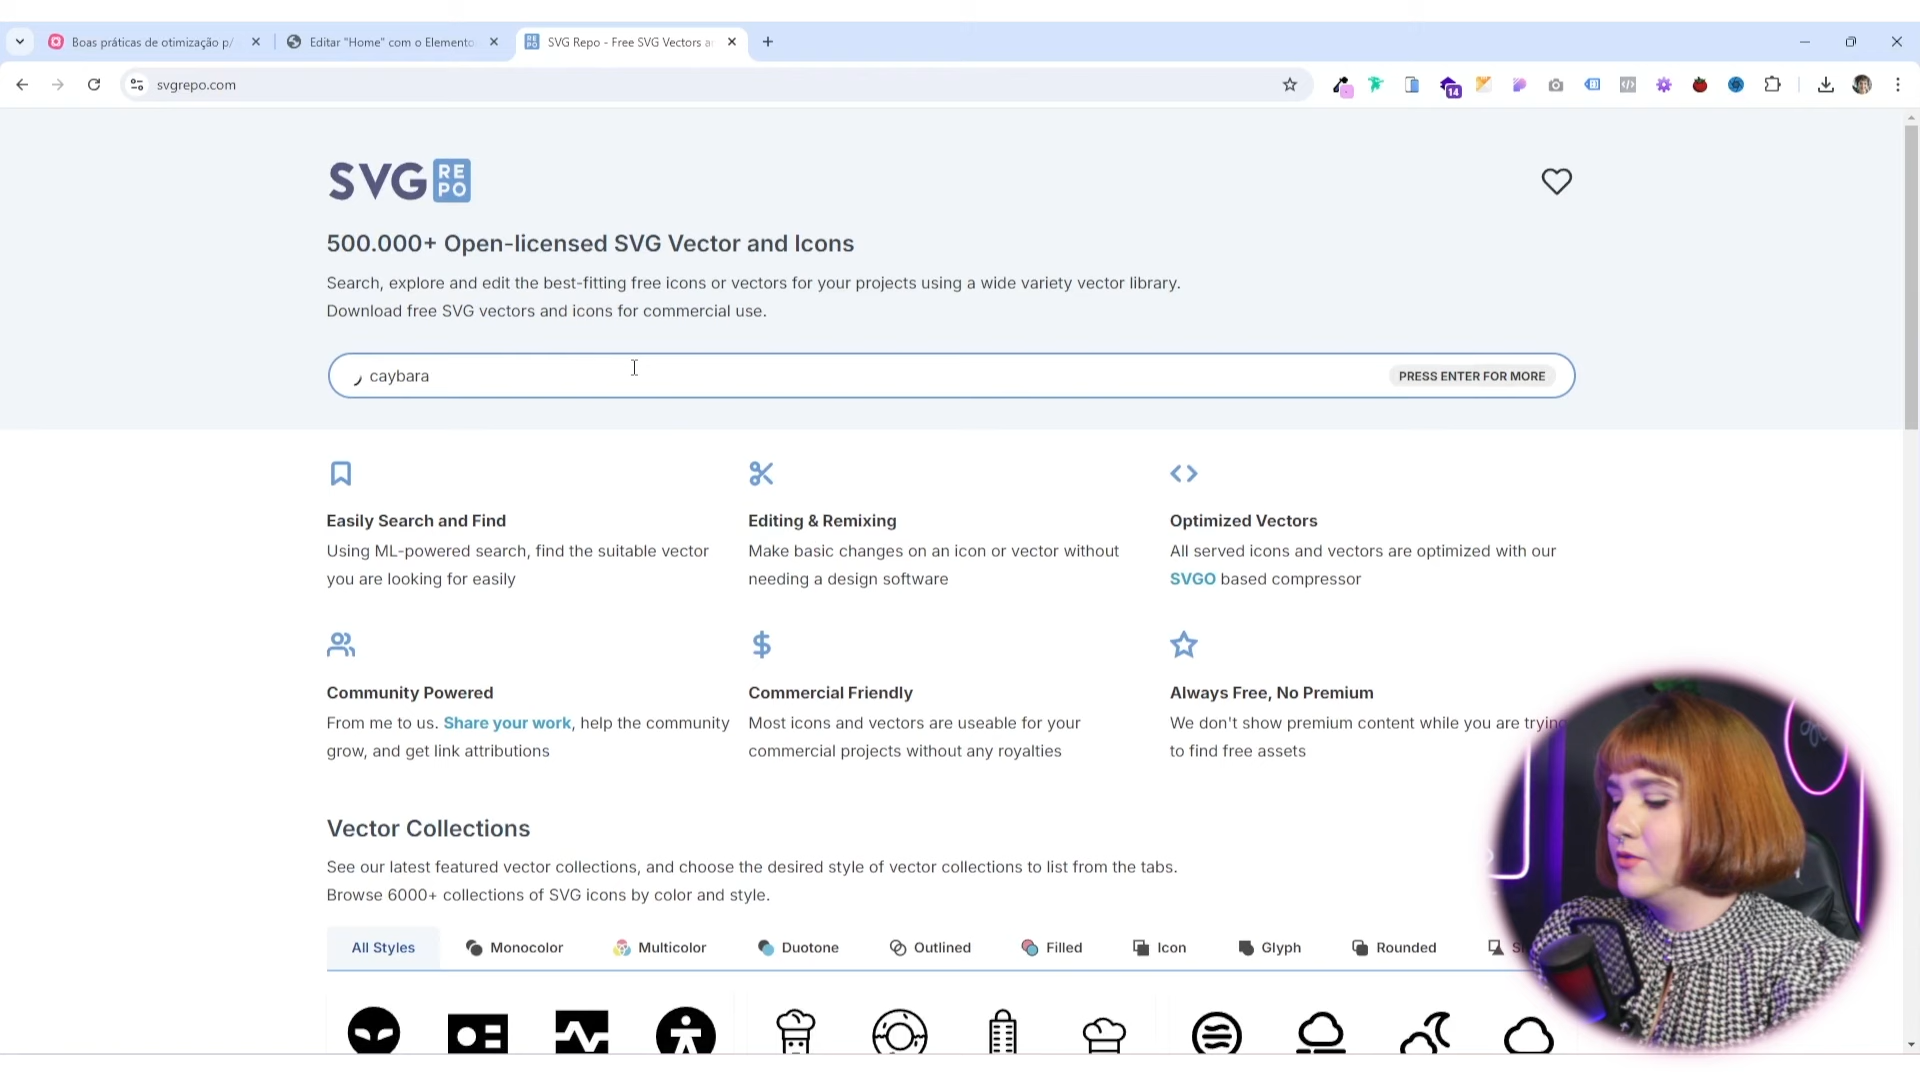 Boas práticas de otimização p/
Editar "Home" com o Elemento
SVG Repo - Free SVG Vectors a
svgrepo.com
14
SVG RE
PO
500.000+ Open-licensed SVG Vector and Icons
Search, explore and edit the best-fitting free icons or vectors for your projects using a wide variety vector library.
Download free SVG vectors and icons for commercial use.
caybara
PRESS ENTER FOR MORE
Easily Search and Find
Using ML-powered search, find the suitable vector
you are looking for easily
Editing & Remixing
Make basic changes on an icon or vector without
needing a design software
Optimized Vectors
All served icons and vectors are optimized with our
SVGO based compressor
Community Powered
From me to us. Share your work, help the community
grow, and get link attributions
Commercial Friendly
Most icons and vectors are useable for your
commercial projects without any royalties
Always Free, No Premium
We don't show premium content while you are trying
to find free assets
Vector Collections
See our latest featured vector collections, and choose the desired style of vector collections to list from the tabs.
Browse 6000+ collections of SVG icons by color and style.
All Styles
Monocolor
Multicolor
Duotone
Outlined
Filled
Icon
Glyph
Rounded